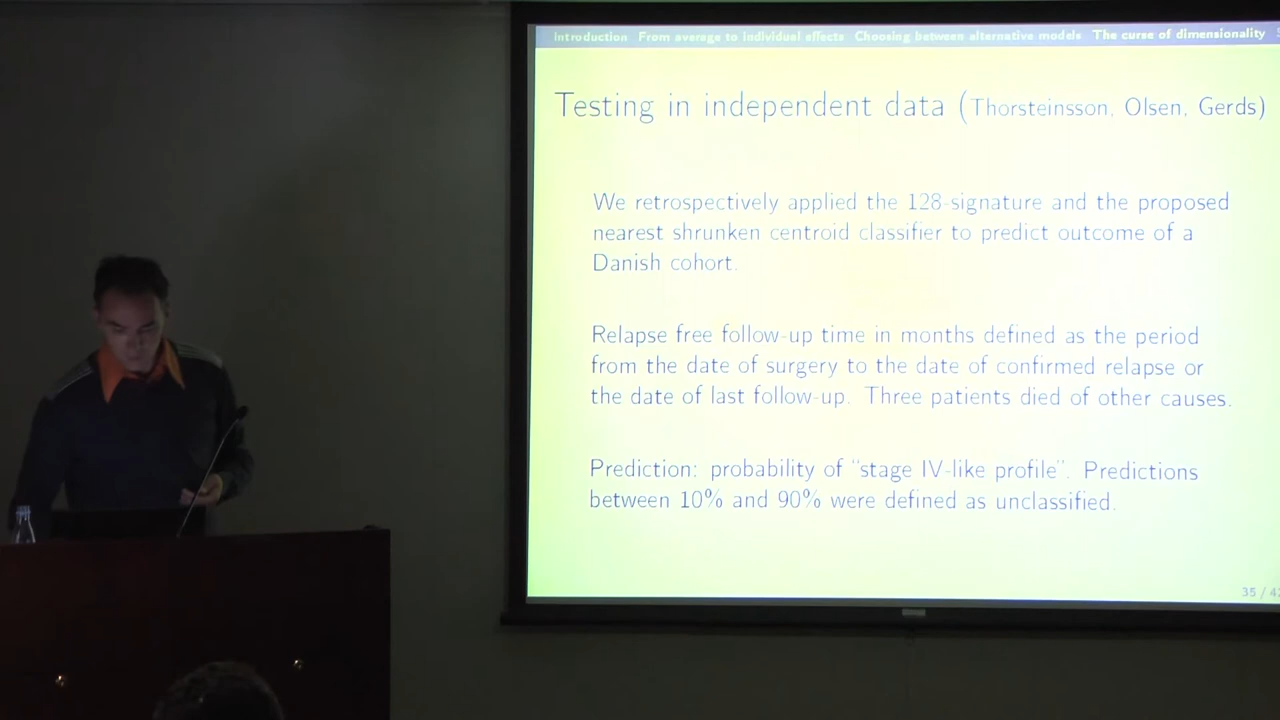 Introduction From average to individual effects Choosing between alternative models The curse of dimensionality
Testing in independent data (Thorsteinsson, Olsen, Gerds)
We retrospectively applied the 128-signature and the proposed
nearest shrunken centroid classifier to predict outcome of a
Danish cohort.
Relapse free follow-up time in months defined as the period
from the date of surgery to the date of confirmed relapse or
the date of last follow-up. Three patients died of other causes.
Prediction: probability of "stage IV-like profile". Predictions
between 10% and 90% were defined as unclassified.
35 /